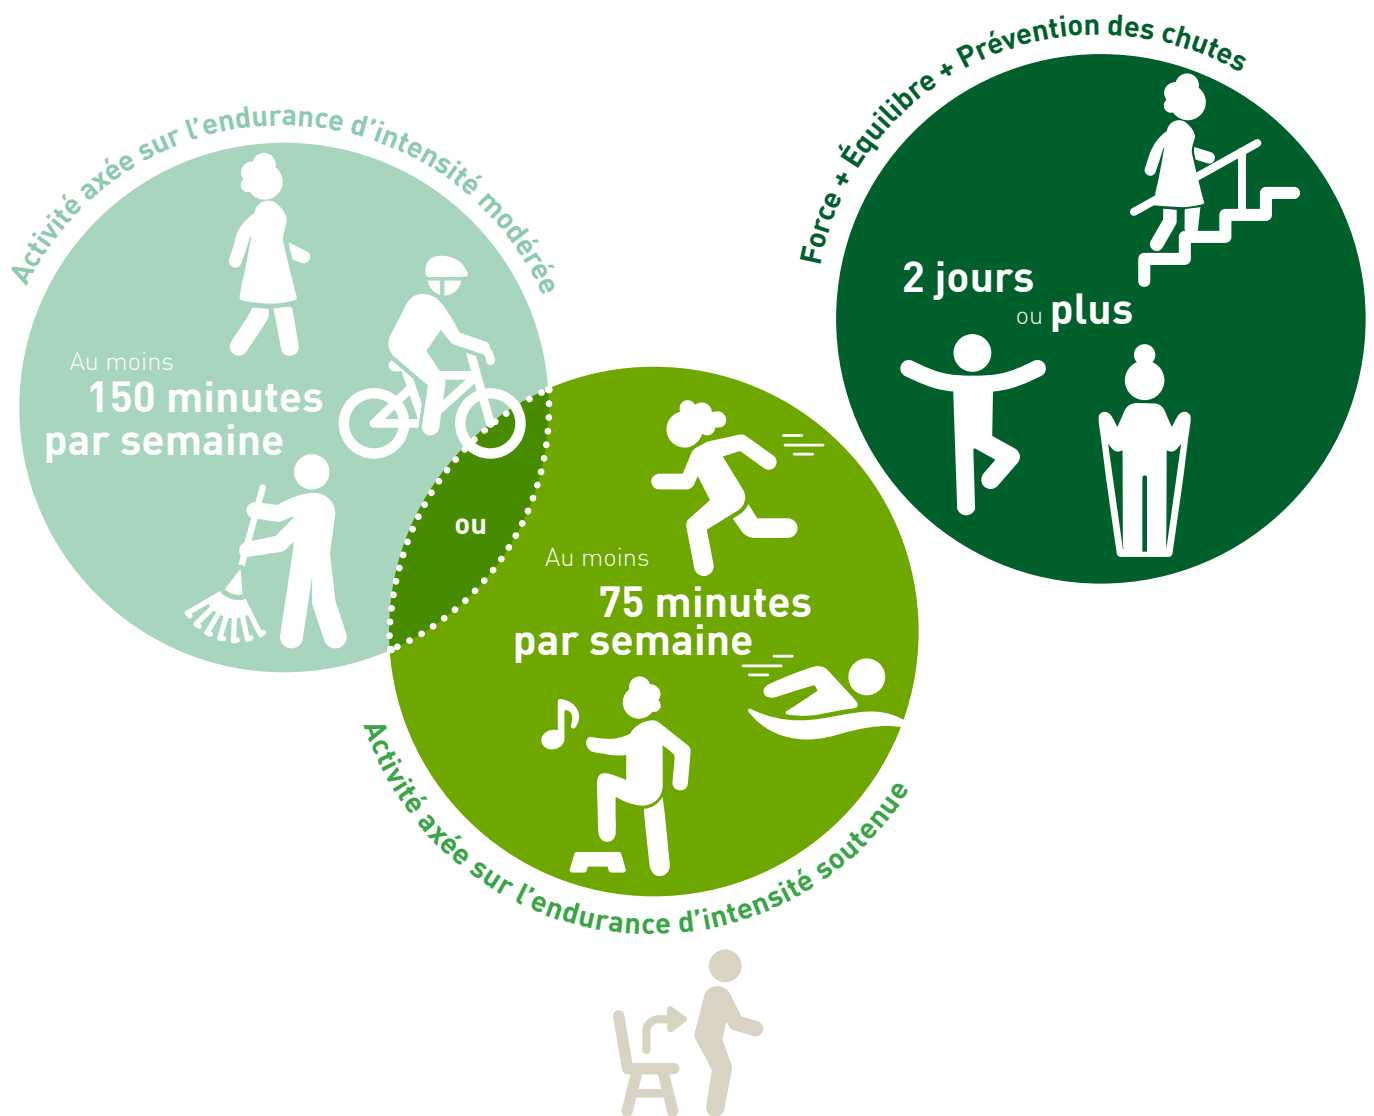 Activité axée sur l’endurance d’intensité modérée
Au moins
150 minutes
par semaine
ou
Au moins
75 minutes
par semaine
Activité axée sur l’endurance d’intensité soutenue
Force + Équilibre + Prévention des chutes
2 jours
ou plus